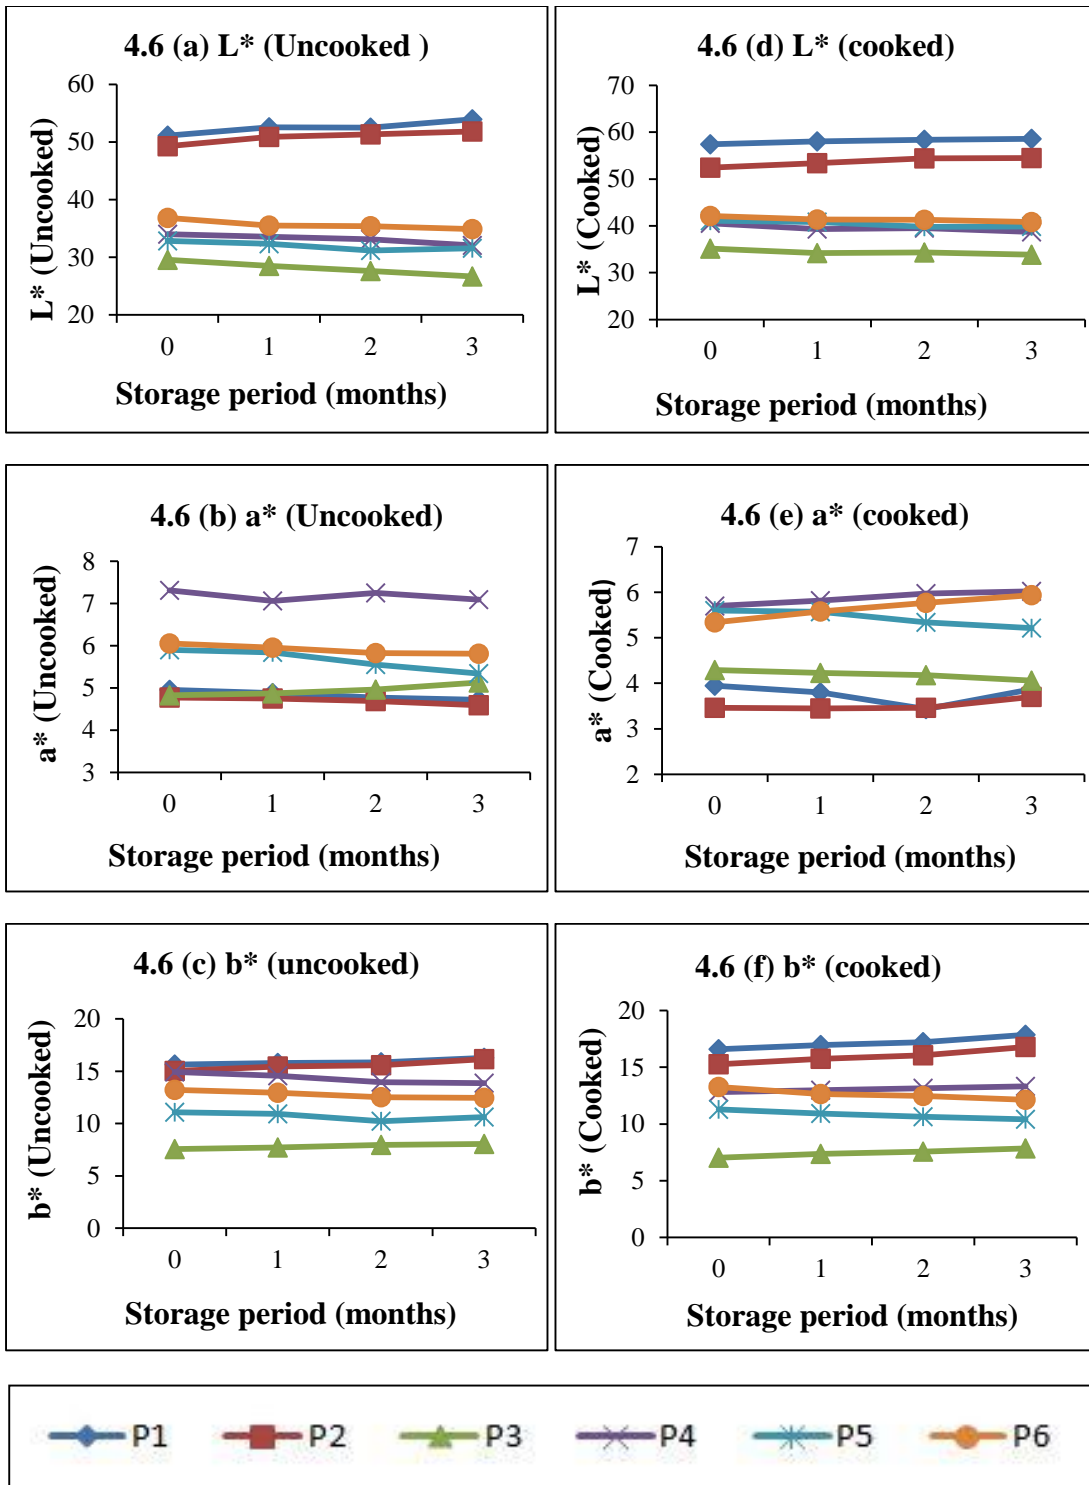 4.6 (a) L* (Uncooked )
60
50
40
30
20
L* (Uncooked)
0 1 2 3
Storage period (months)
4.6 (d) L* (cooked)
70
60
50
40
30
20
L* (Cooked)
0 1 2 3
Storage period (months)
4.6 (b) a* (Uncooked)
8
7
6
5
4
3
a* (Uncooked)
0 1 2 3
Storage period (months)
4.6 (e) a* (cooked)
7
6
5
4
3
2
a* (Cooked)
0 1 2 3
Storage period (months)
4.6 (c) b* (uncooked)
20
15
10
5
0
b* (Uncooked)
0 1 2 3
Storage period (months)
4.6 (f) b* (cooked)
20
15
10
5
0
b* (Cooked)
0 1 2 3
Storage period (months)
P1 P2 P3 P4 P5 P6